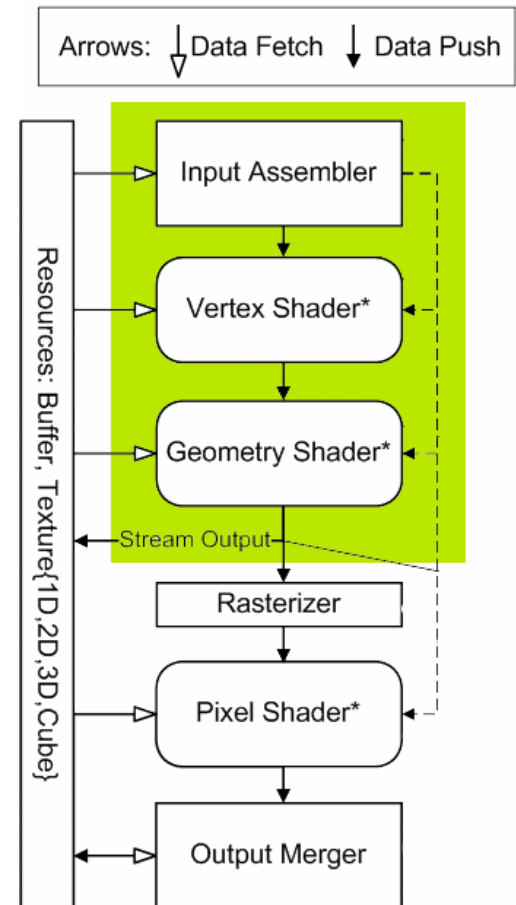 Arrows: Data Fetch Data Push
Input Assembler
Vertex Shader*
Geometry Shader*
Stream Output
Rasterizer
Pixel Shader*
Output Merger
Resources: Buffer, Texture{1D,2D,3D,Cube}